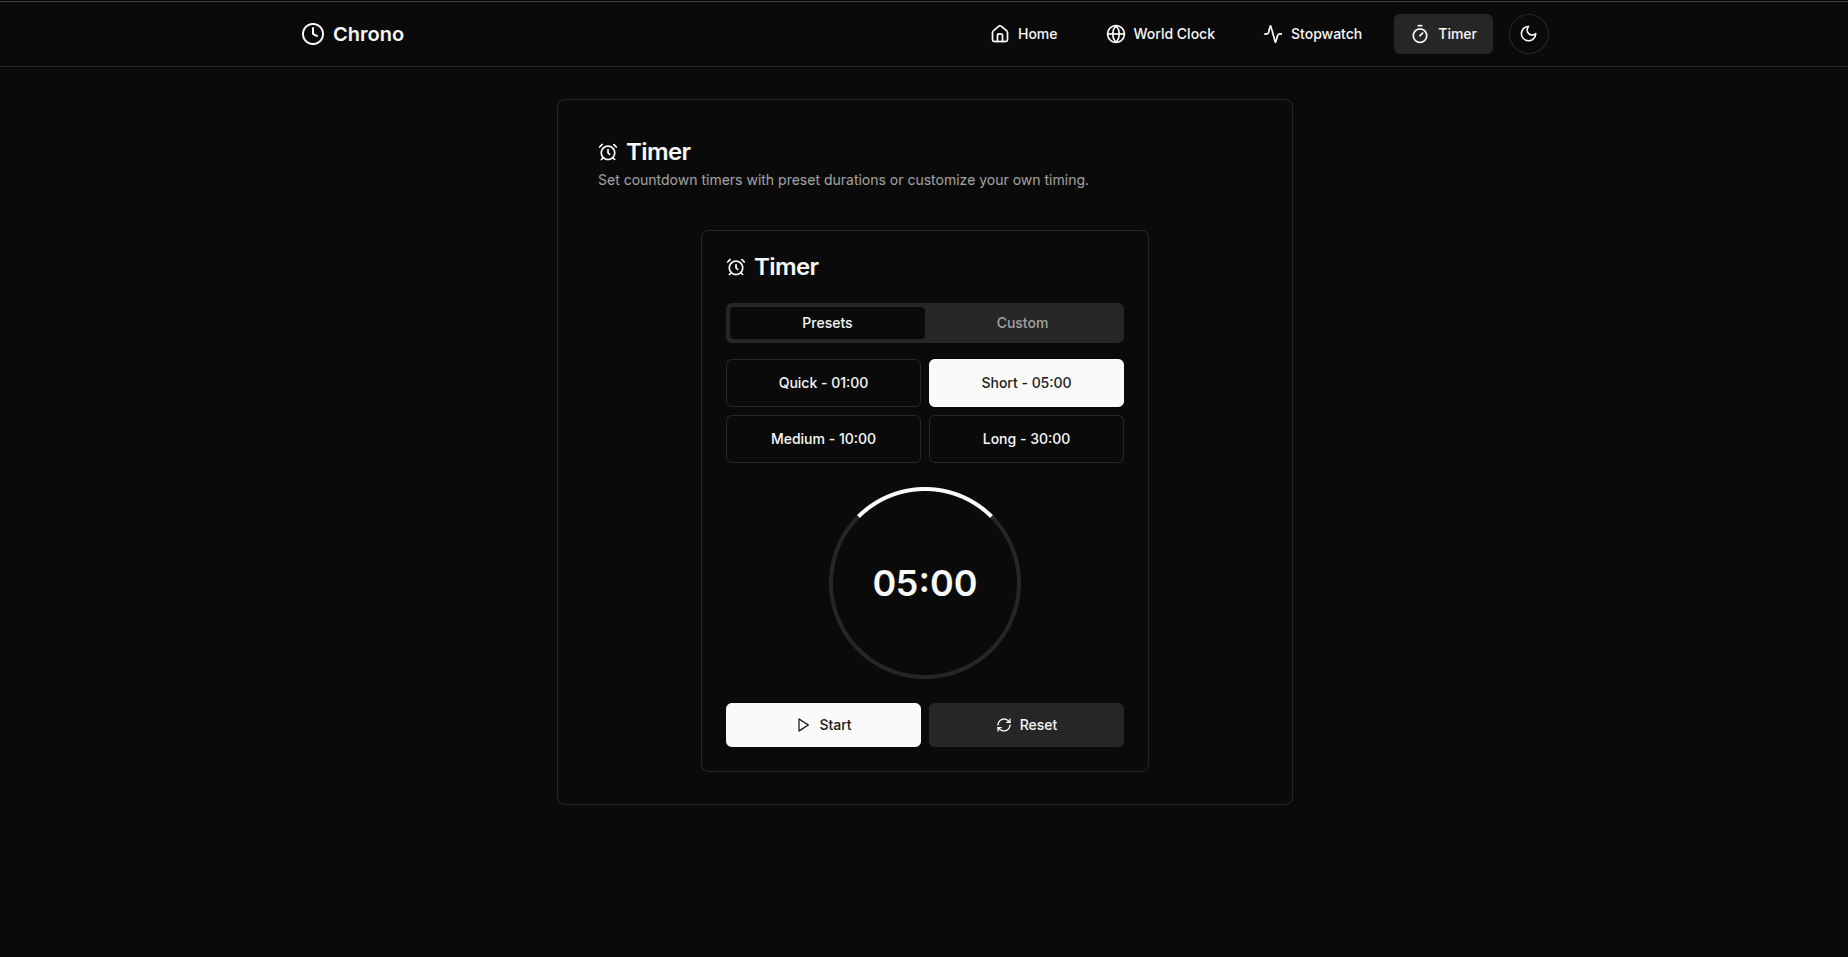 Chrono
Home
World Clock
Stopwatch
Timer
Timer
Set countdown timers with preset durations or customize your own timing.
Timer
Presets
Custom
Quick - 01:00
Short - 05:00
Medium - 10:00
Long - 30:00
05:00
Start
Reset